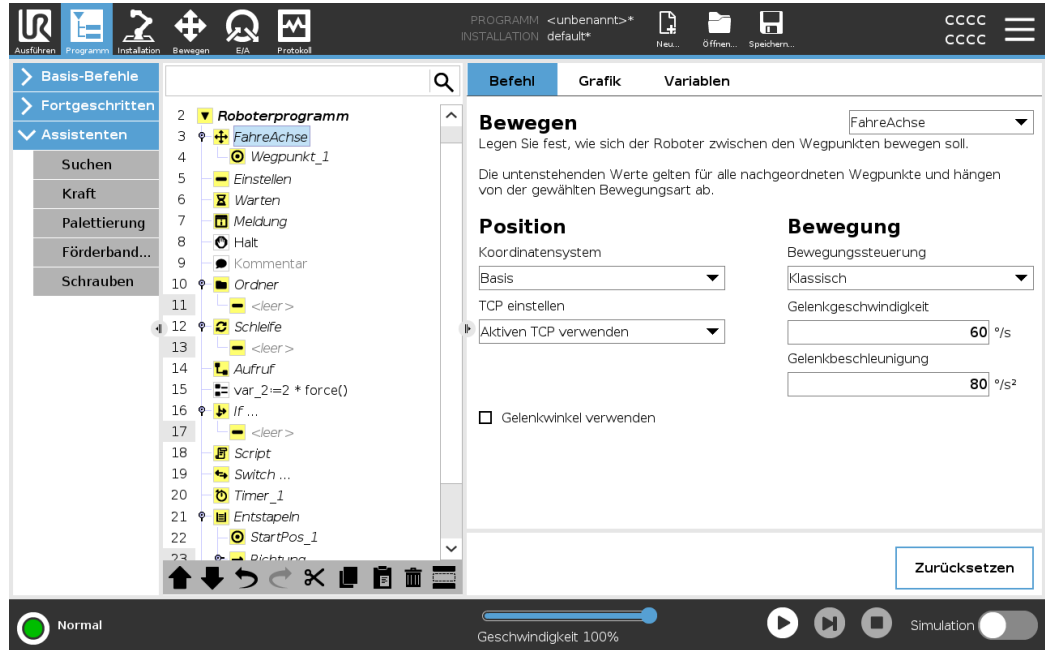 PROGRAMM <unbenannt>*
INSTALLATION default*
CCCC
CCCC
Ausführen Programm Installation Bewegen E/A Protokoll Neu... Öffnen... Speichern...
Basis-Befehle
Fortgeschritten
Assistenten
Suchen
Kraft
Palettierung
Förderband...
Schrauben
2 Roboterprogramm
3 FahreAchse
4 Wegpunkt_1
5 Einstellen
6 Warten
7 Meldung
8 Halt
9 Kommentar
10 Ordner
11 <leer>
12 Schleife
13 <leer>
14 Aufruf
15 var_2≔2 * force()
16 If ...
17 <leer>
18 Script
19 Switch ...
20 Timer_1
21 Entstapeln
22 StartPos_1
23 Richtung
Befehl Grafik Variablen
Bewegen FahreAchse
Legen Sie fest, wie sich der Roboter zwischen den Wegpunkten bewegen soll.
Die untenstehenden Werte gelten für alle nachgeordneten Wegpunkte und hängen
von der gewählten Bewegungsart ab.
Position
Koordinatensystem
Basis
TCP einstellen
Aktiven TCP verwenden
Gelenkwinkel verwenden
Bewegung
Bewegungssteuerung
Klassisch
Gelenkgeschwindigkeit
60 °/s
Gelenkbeschleunigung
80 °/s²
Zurücksetzen
Normal
Geschwindigkeit 100%
Simulation